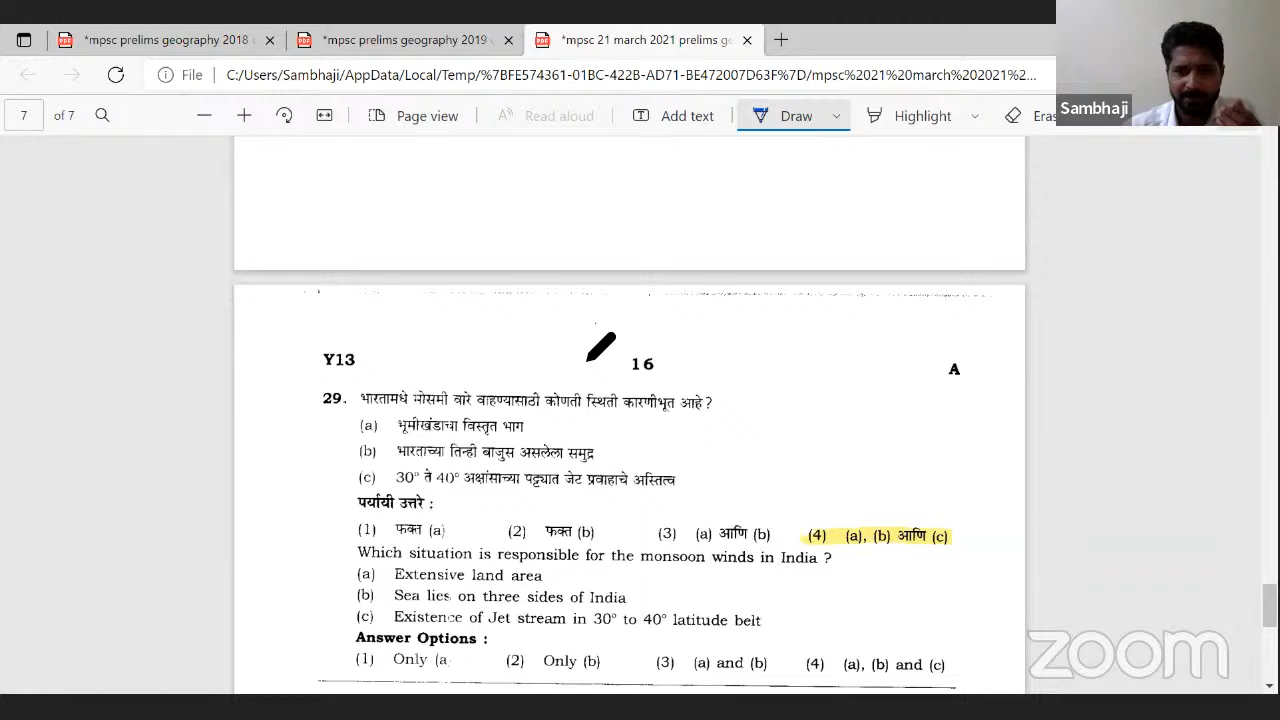 *mpsc prelims geography 2018
*mpsc prelims geography 2019
*mpsc 21 march 2021 prelims ge
File
C:/Users/Sambhaji/AppData/Local/Temp/%7BFE574361-01BC-422B-AD71-BE472007D63F%7D/mpsc%2021%20march%202021%2...
Sambhaji
7 of 7
Page view
Read aloud
Add text
Draw
Highlight
Eras
Y13
16
A
29. भारतामधे मोसमी वारे वाहण्यासाठी कोणती स्थिती कारणीभूत आहे ?
(a) भूमीखंडाचा विस्तृत भाग
(b) भारताच्या तिन्ही बाजुस असलेला समुद्र
(c) 30° ते 40° अक्षांसाच्या पट्ट्यात जेट प्रवाहाचे अस्तित्व
पर्यायी उत्तरे :
(1) फक्त (a) (2) फक्त (b) (3) (a) आणि (b) (4) (a), (b) आणि (c)
Which situation is responsible for the monsoon winds in India ?
(a) Extensive land area
(b) Sea lies on three sides of India
(c) Existence of Jet stream in 30° to 40° latitude belt
Answer Options :
(1) Only (a (2) Only (b) (3) (a) and (b) (4) (a), (b) and (c)
zoom